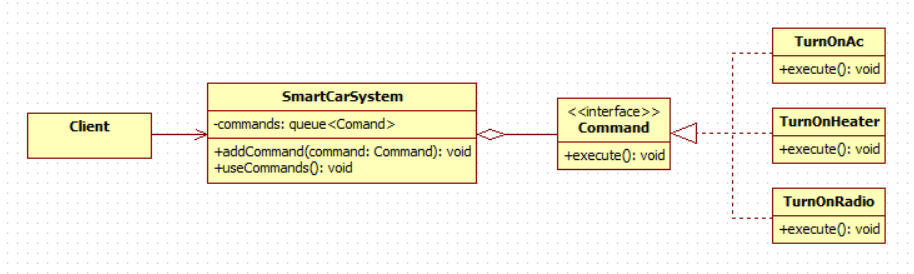 Client
SmartCarSystem
-commands: queue<Comand>
+addCommand(command: Command): void
+useCommands(): void
<<interface>>
Command
+execute(): void
TurnOnAc
+execute(): void
TurnOnHeater
+execute(): void
TurnOnRadio
+execute(): void